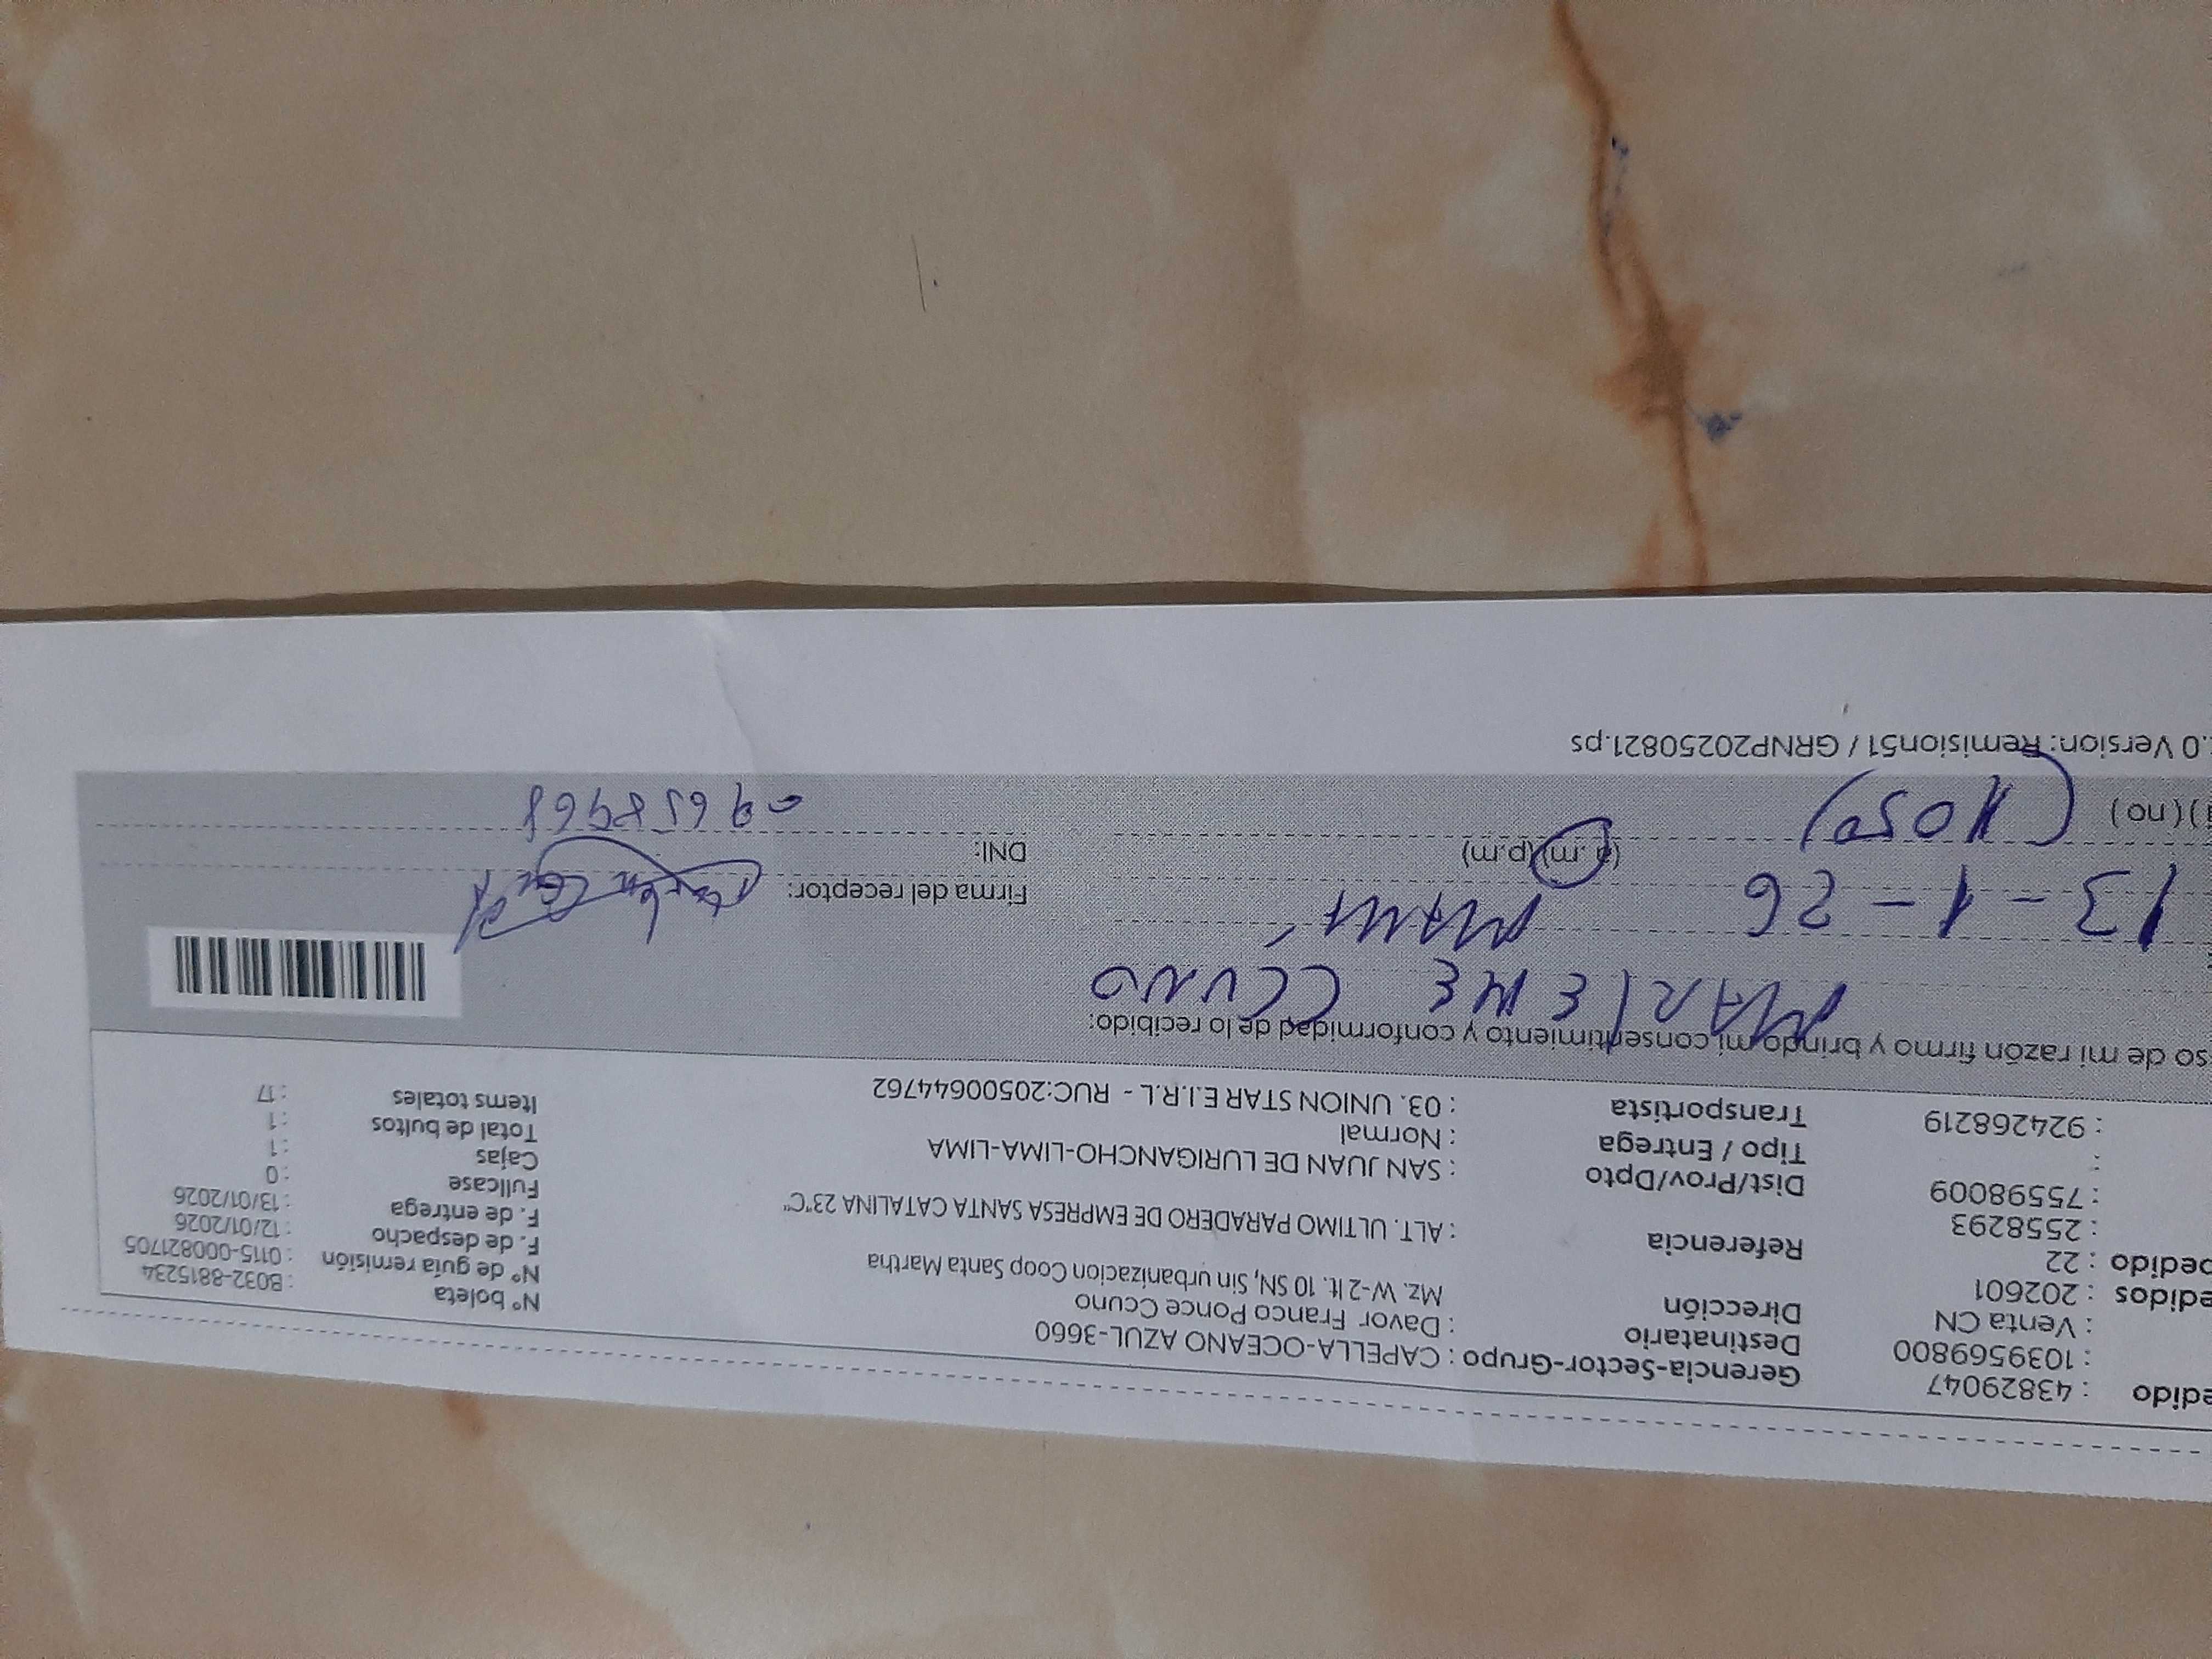 edido : 43829047 Gerencia-Sector-Grupo : CAPELLA-OCEANO AZUL-3660
: 1039569800 Destinatario : Davor Franco Ponce Ccuno
: Venta CN Dirección Mz. W-2 lt. 10 SN, Sin urbanizacion Coop Santa Martha
edidos : 202601
pedido : 22 Referencia : ALT. ULTIMO PARADERO DE EMPRESA SANTA CATALINA 23"C"
: 2558293
: 75598009 Dist/Prov/Dpto : SAN JUAN DE LURIGANCHO-LIMA-LIMA
: Tipo / Entrega : Normal
: 924268219 Transportista : 03. UNION STAR E.I.R.L - RUC:20500644762
N° boleta : B032-8815234
N° de guía remisión : 0115-000821705
F. de despacho : 12/01/2026
F. de entrega : 13/01/2026
Fullcase : 0
Cajas : 1
Total de bultos : 1
Items totales : 17
so de mi razón firmo y brindo mi consentimiento y conformidad de lo recibido:
MARLENE CCUNO
MAMÁ
13-1-26 (a.m) (p.m)
)(no) (1050)
Firma del receptor:
DNI: 09658968
.0 Version: Remision51 / GRNP20250821.ps